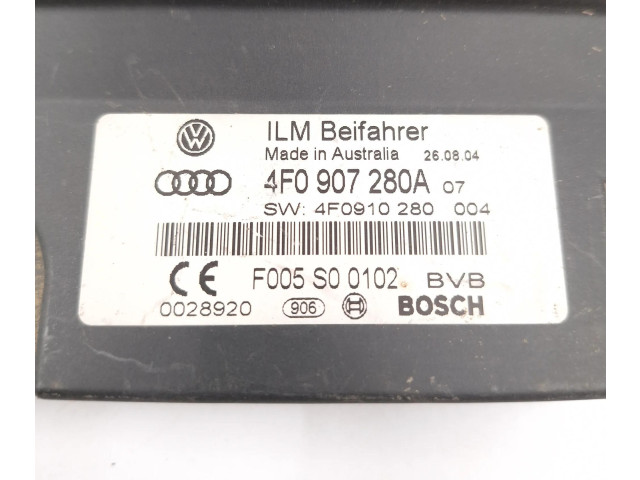 ILM Beifahrer
Made in Australia 26.08.04
4F0 907 280A 07
SW: 4F0910 280 004
CE F005 S0 0102 BVB
0028920 906 BOSCH